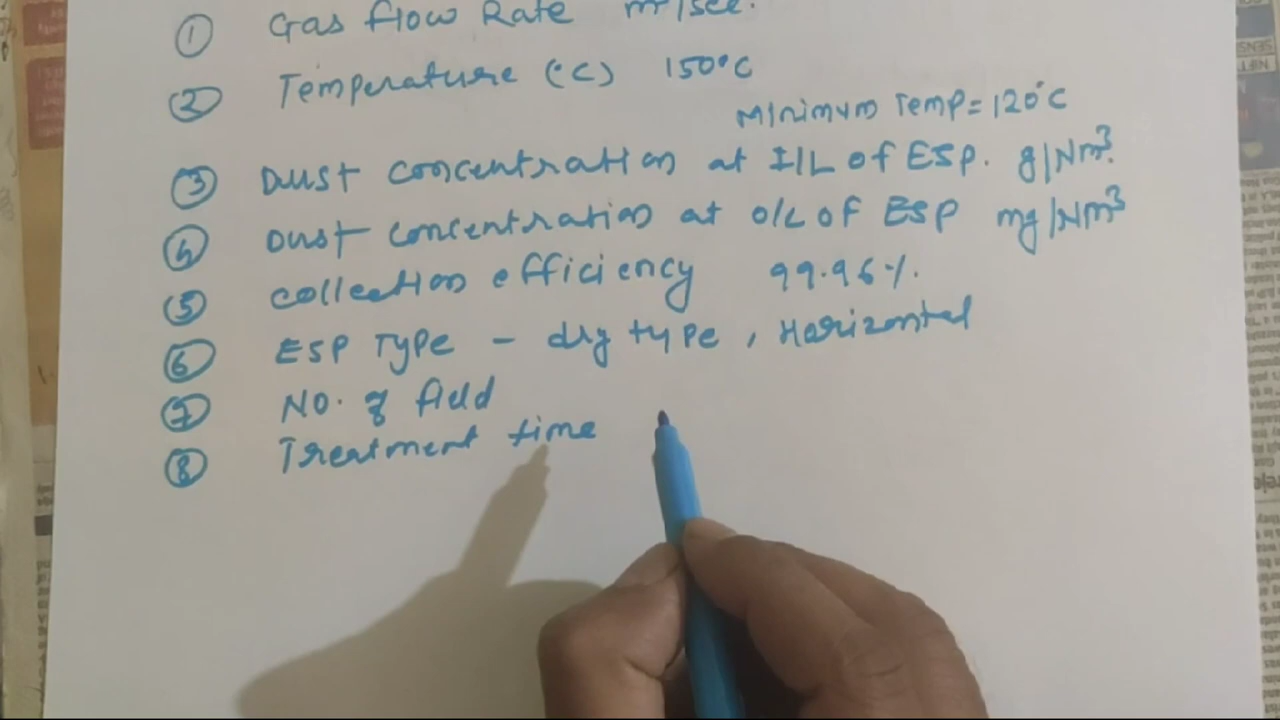 ① Gas flow Rate m³/sec.
② Temperature (°C) 150°C
Minimum Temp = 120°C
③ Dust concentration at I/L of ESP. g/Nm³.
④ Dust concentration at O/L of ESP mg/Nm³
⑤ collection efficiency 99.96%.
⑥ ESP Type - dry type, Horizontal
⑦ No. of field
⑧ Treatment time